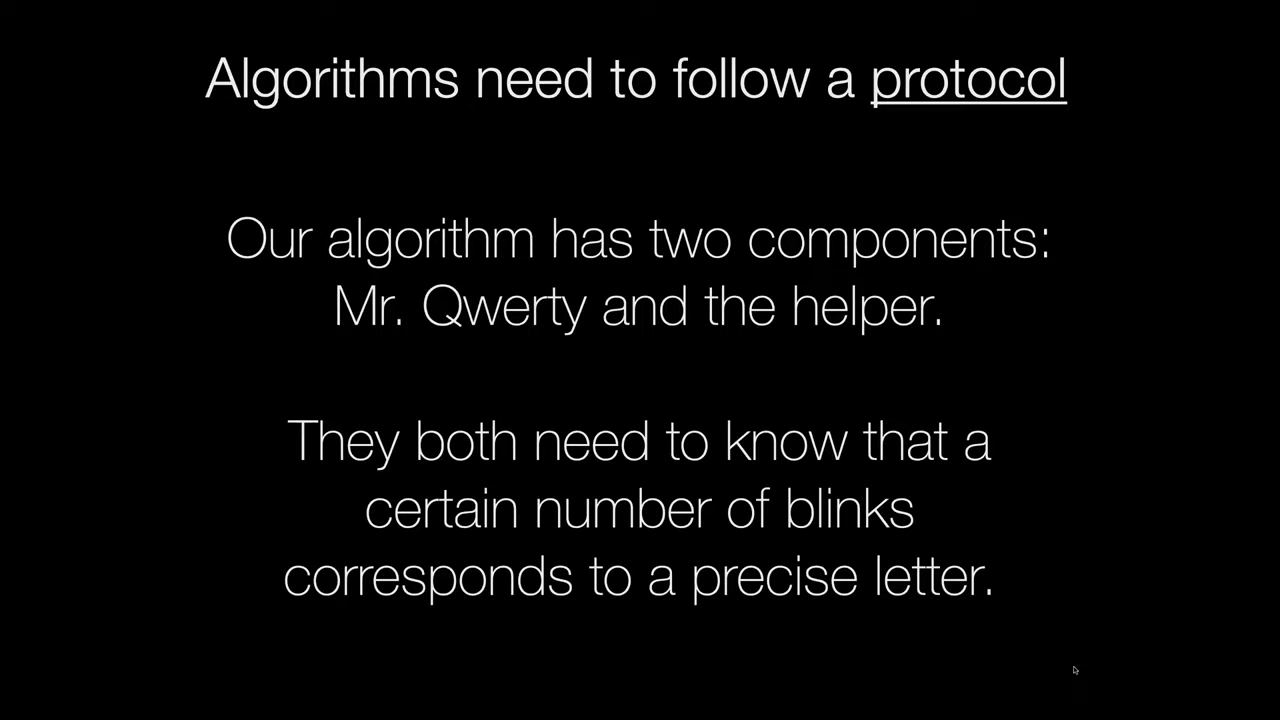 Algorithms need to follow a protocol
Our algorithm has two components:
Mr. Qwerty and the helper.
They both need to know that a
certain number of blinks
corresponds to a precise letter.